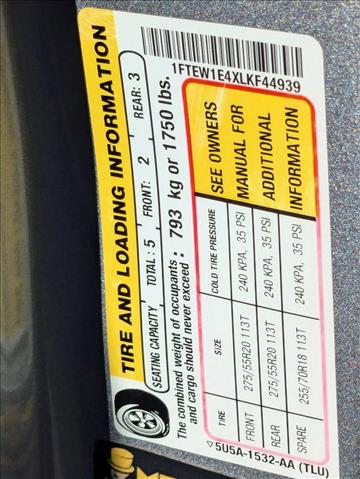 1FTEW1E4XLKF44939
TIRE AND LOADING INFORMATION
SEATING CAPACITY TOTAL: 5 FRONT: 2 REAR: 3
The combined weight of occupants
and cargo should never exceed : 793 kg or 1750 lbs.
TIRE SIZE COLD TIRE PRESSURE
FRONT 275/55R20 113T 240 KPA, 35 PSI
REAR 275/55R20 113T 240 KPA, 35 PSI
SPARE 255/70R18 113T 240 KPA, 35 PSI
SEE OWNERS
MANUAL FOR
ADDITIONAL
INFORMATION
5U5A-1532-AA (TLU)